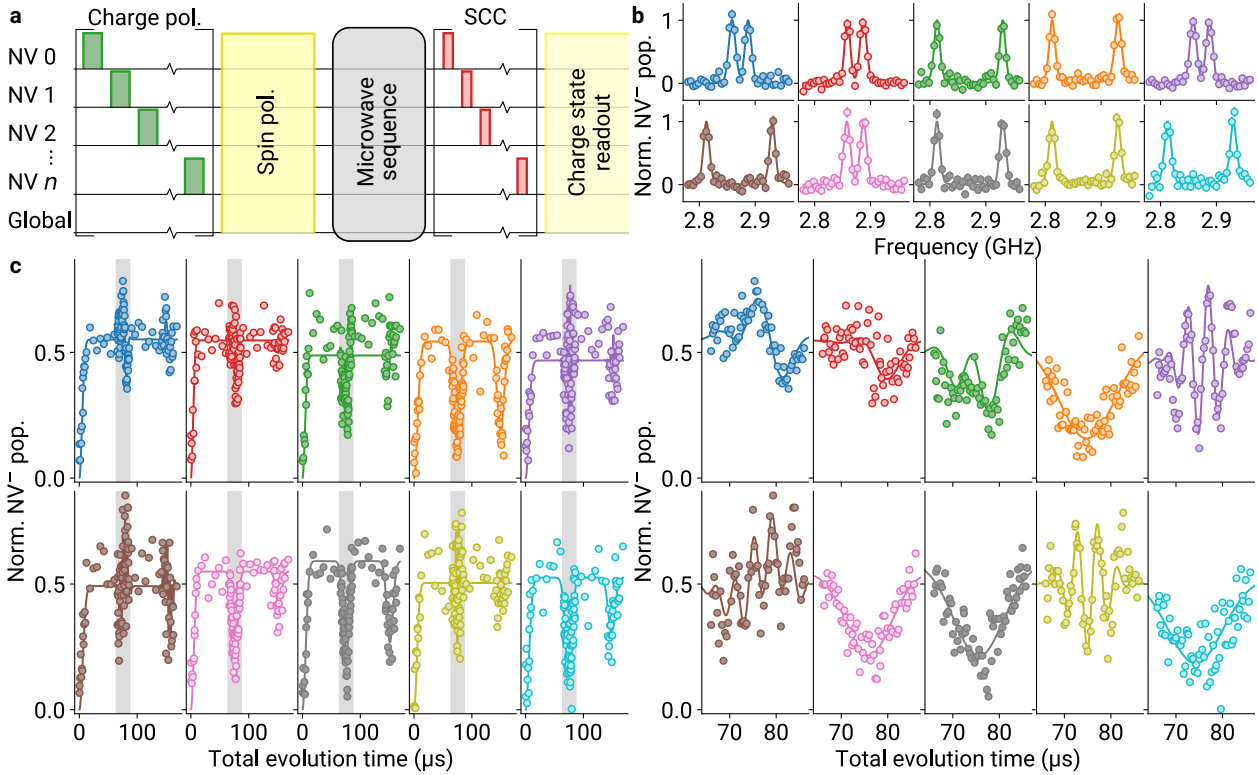 a
Charge pol.
SCC
NV 0
NV 1
NV 2
...
NV n
Global
Spin pol.
Microwave
sequence
Charge state
readout
b
Norm. NV⁻ pop.
1
0
1
0
2.8 2.9 2.8 2.9 2.8 2.9 2.8 2.9 2.8 2.9
Frequency (GHz)
c
Norm. NV⁻ pop.
0.5
0.0
0.5
0.0
0 100 0 100 0 100 0 100 0 100
Total evolution time (μs)
Norm. NV⁻ pop.
0.5
0.0
0.5
0.0
70 80 70 80 70 80 70 80 70 80
Total evolution time (μs)